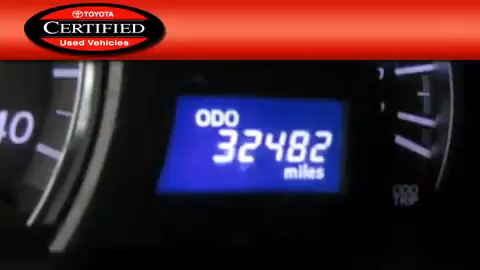 TOYOTA
CERTIFIED
Used Vehicles
40
ODO
32482
miles
ODO
TRIP